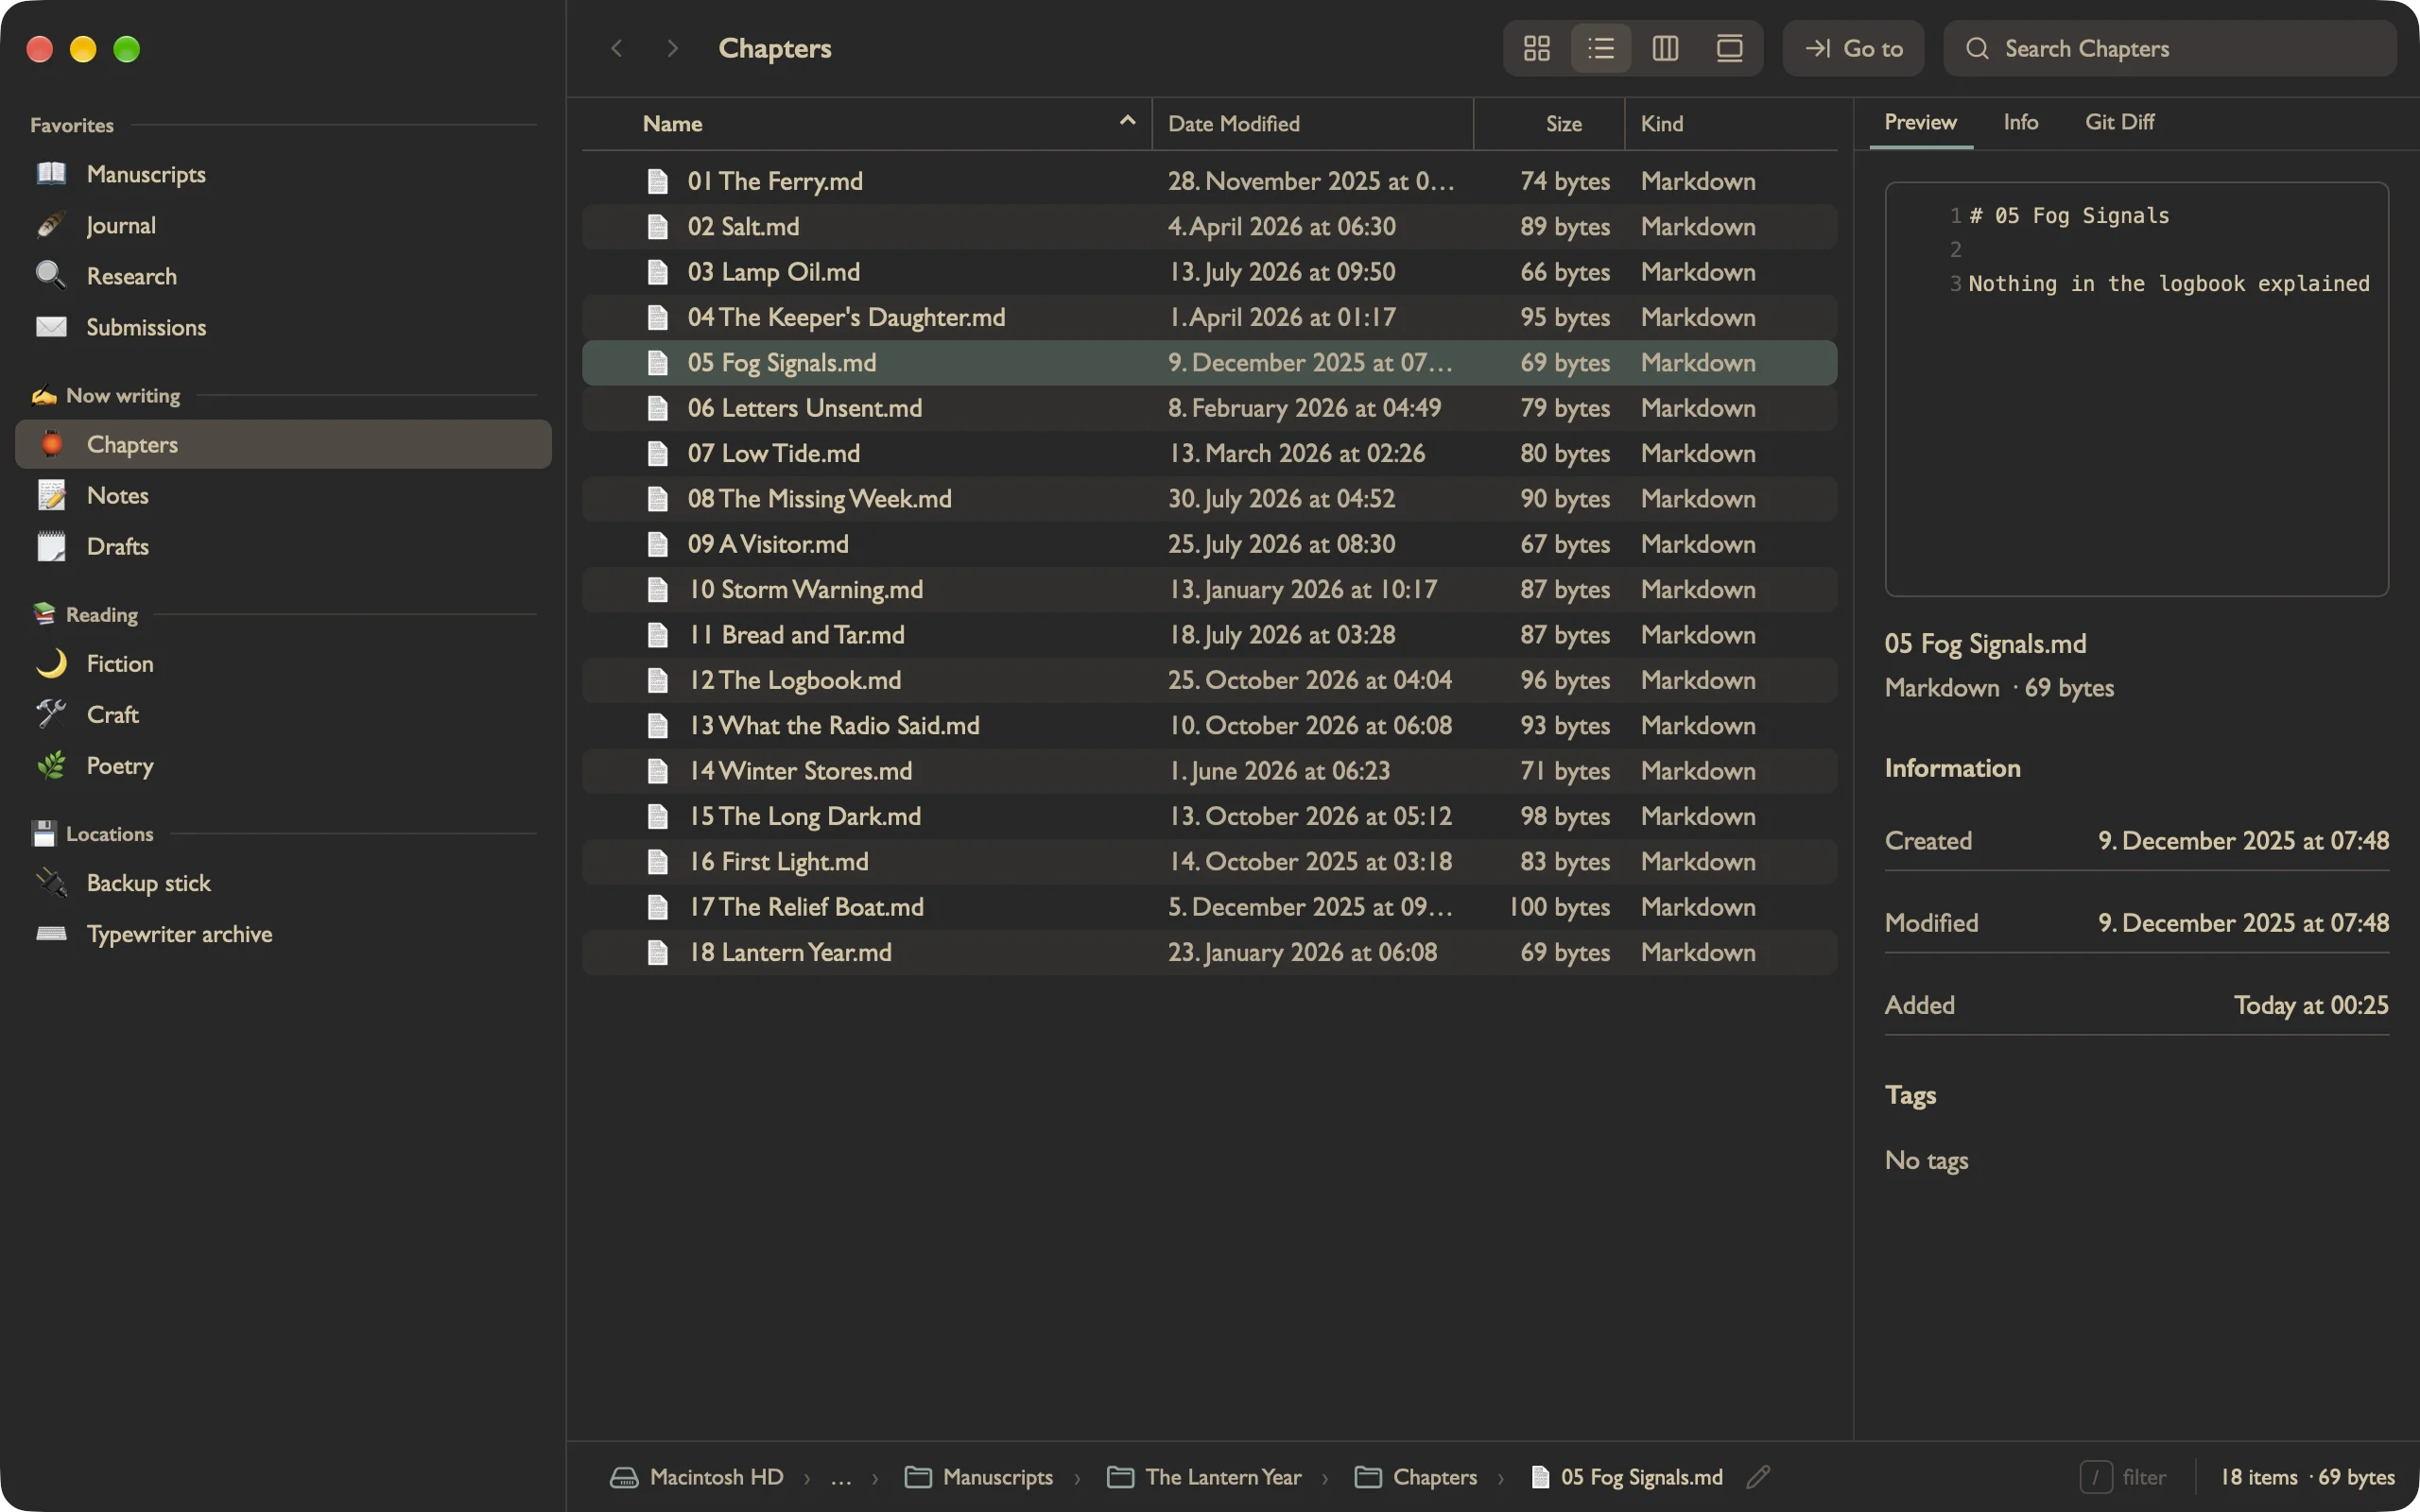 Favorites
Manuscripts
Journal
Research
Submissions
Now writing
Chapters
Notes
Drafts
Reading
Fiction
Craft
Poetry
Locations
Backup stick
Typewriter archive
Chapters
Go to
Search Chapters
Name Date Modified Size Kind
01 The Ferry.md 28. November 2025 at 0… 74 bytes Markdown
02 Salt.md 4. April 2026 at 06:30 89 bytes Markdown
03 Lamp Oil.md 13. July 2026 at 09:50 66 bytes Markdown
04 The Keeper's Daughter.md 1. April 2026 at 01:17 95 bytes Markdown
05 Fog Signals.md 9. December 2025 at 07… 69 bytes Markdown
06 Letters Unsent.md 8. February 2026 at 04:49 79 bytes Markdown
07 Low Tide.md 13. March 2026 at 02:26 80 bytes Markdown
08 The Missing Week.md 30. July 2026 at 04:52 90 bytes Markdown
09 A Visitor.md 25. July 2026 at 08:30 67 bytes Markdown
10 Storm Warning.md 13. January 2026 at 10:17 87 bytes Markdown
11 Bread and Tar.md 18. July 2026 at 03:28 87 bytes Markdown
12 The Logbook.md 25. October 2026 at 04:04 96 bytes Markdown
13 What the Radio Said.md 10. October 2026 at 06:08 93 bytes Markdown
14 Winter Stores.md 1. June 2026 at 06:23 71 bytes Markdown
15 The Long Dark.md 13. October 2026 at 05:12 98 bytes Markdown
16 First Light.md 14. October 2025 at 03:18 83 bytes Markdown
17 The Relief Boat.md 5. December 2025 at 09… 100 bytes Markdown
18 Lantern Year.md 23. January 2026 at 06:08 69 bytes Markdown
Preview Info Git Diff
1 # 05 Fog Signals
2
3 Nothing in the logbook explained
05 Fog Signals.md
Markdown · 69 bytes
Information
Created 9. December 2025 at 07:48
Modified 9. December 2025 at 07:48
Added Today at 00:25
Tags
No tags
Macintosh HD › … › Manuscripts › The Lantern Year › Chapters › 05 Fog Signals.md
/ filter
18 items · 69 bytes